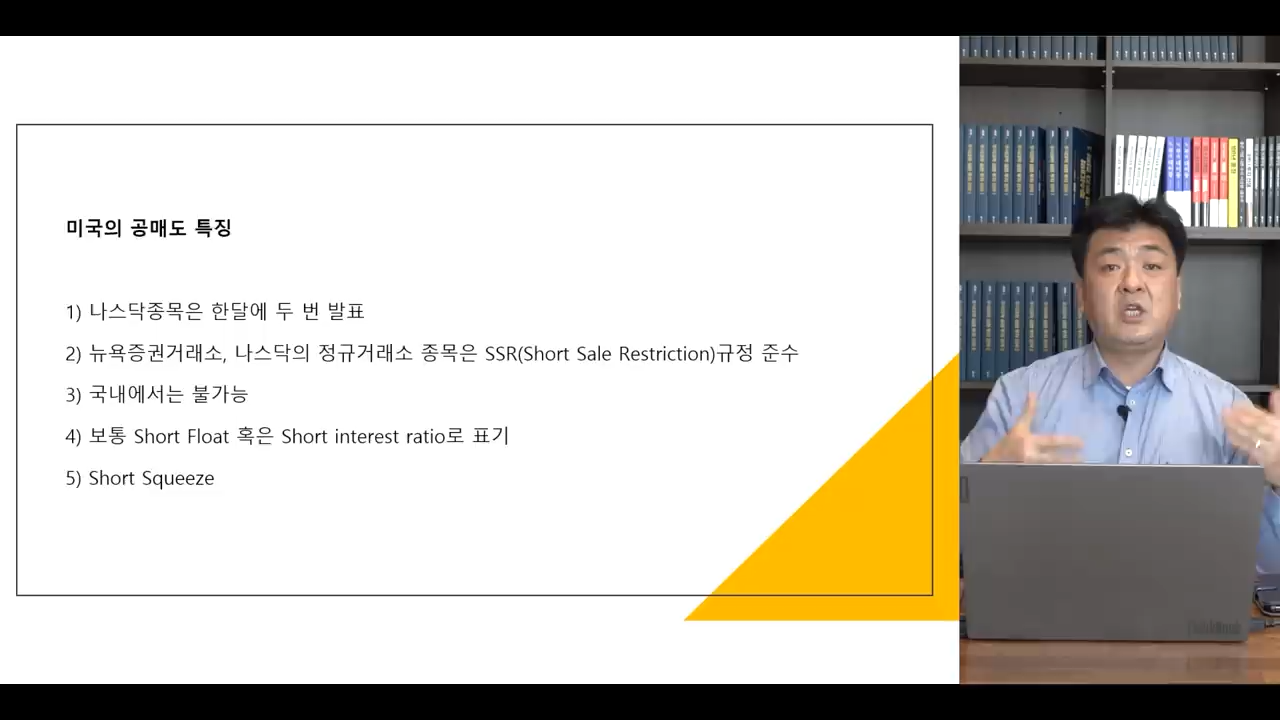 미국의 공매도 특징
1) 나스닥종목은 한달에 두 번 발표
2) 뉴욕증권거래소, 나스닥의 정규거래소 종목은 SSR(Short Sale Restriction)규정 준수
3) 국내에서는 불가능
4) 보통 Short Float 혹은 Short interest ratio로 표기
5) Short Squeeze